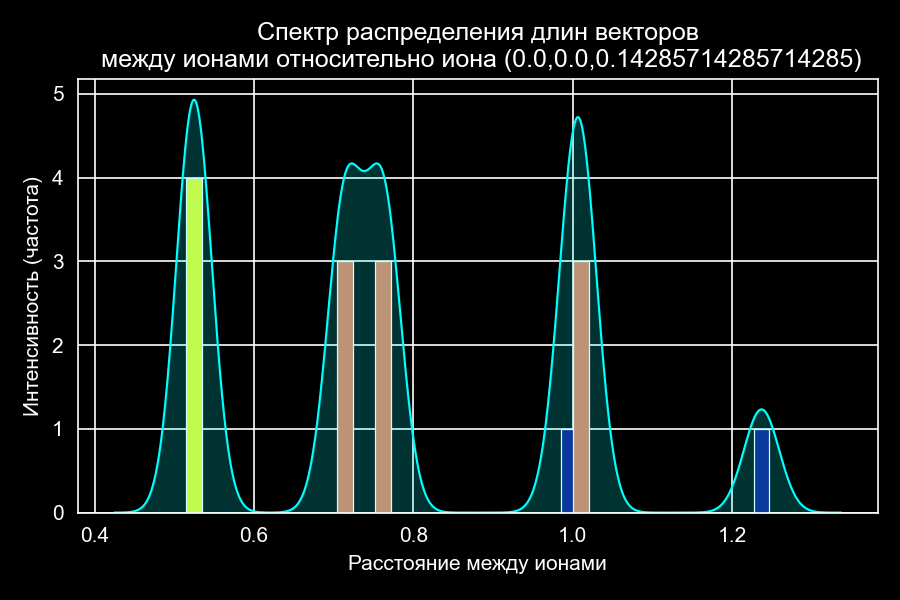 Спектр распределения длин векторов
между ионами относительно иона (0.0,0.0,0.14285714285714285)
5
4
3
2
1
0
Интенсивность (частота)
0.4 0.6 0.8 1.0 1.2
Расстояние между ионами